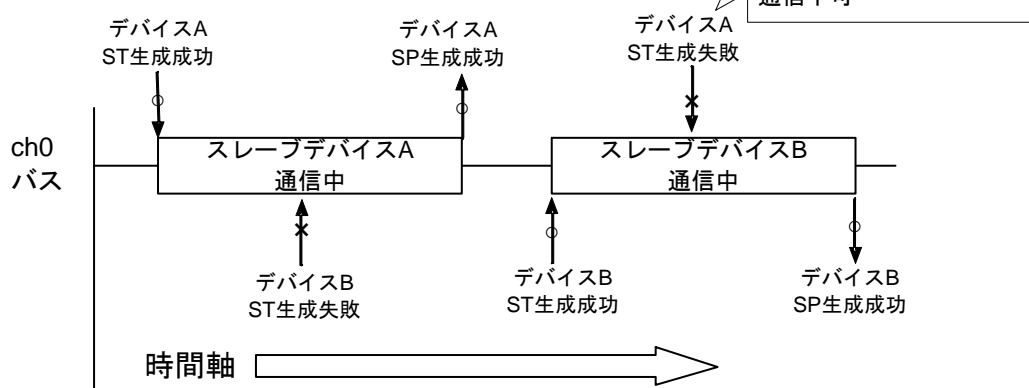 デバイスA
ST生成成功
デバイスA
SP生成成功
デバイスA
ST生成失敗
ch0
バス
スレーブデバイスA
通信中
スレーブデバイスB
通信中
デバイスB
ST生成失敗
デバイスB
ST生成成功
デバイスB
SP生成成功
時間軸